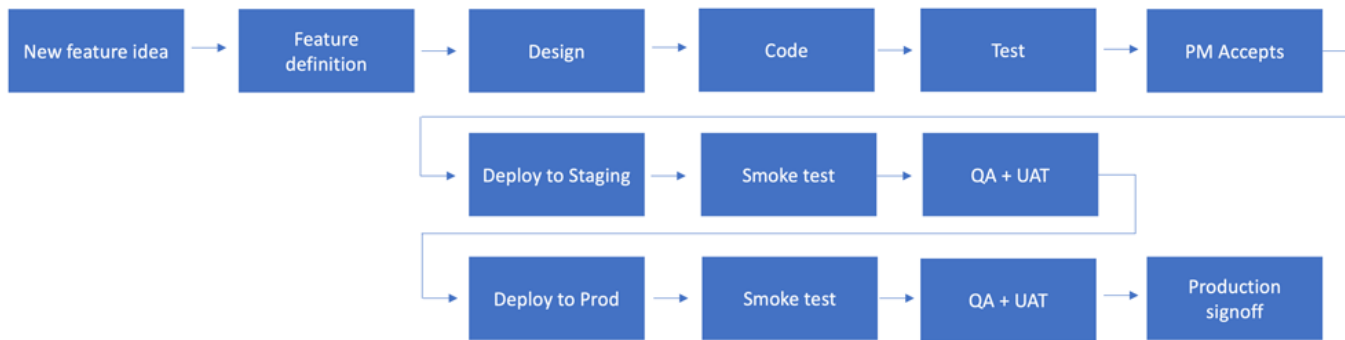 New feature idea
Feature
definition
Design
Code
Test
PM Accepts
Deploy to Staging
Smoke test
QA + UAT
Deploy to Prod
Smoke test
QA + UAT
Production
signoff